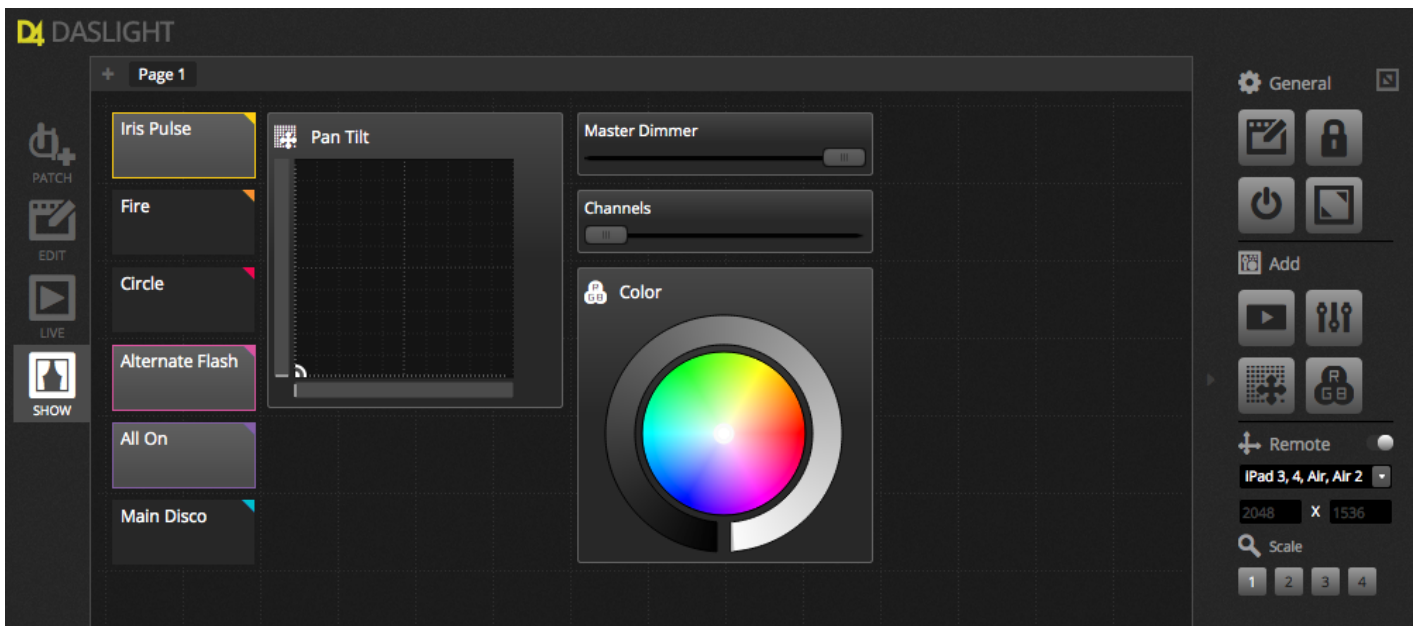 D4 DASLIGHT
+ Page 1
PATCH
EDIT
LIVE
SHOW
Iris Pulse
Fire
Circle
Alternate Flash
All On
Main Disco
Pan Tilt
Master Dimmer
Channels
R G B Color
General
Add
R G B
Remote
iPad 3, 4, Air, Air 2
2048 X 1536
Scale
1 2 3 4